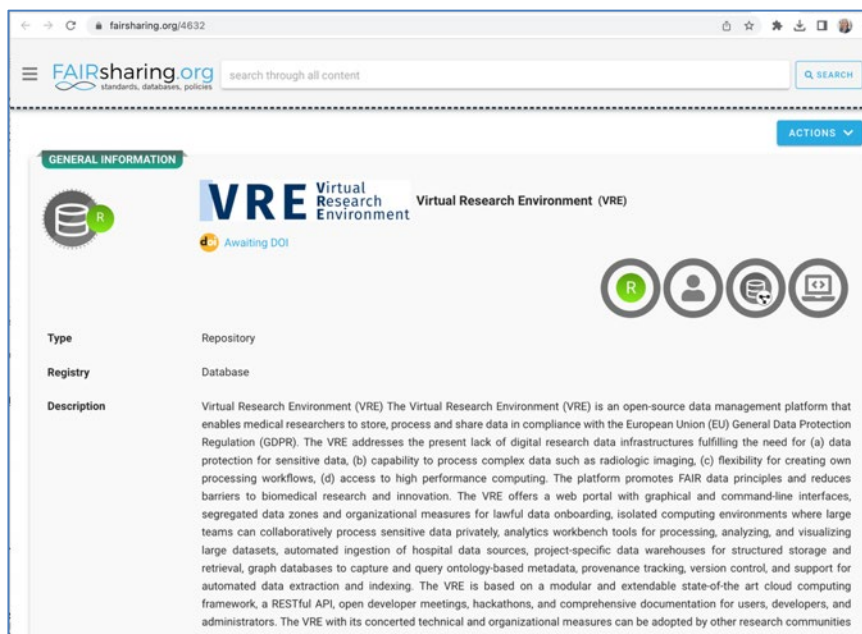 fairsharing.org/4632
FAIRsharing.org
standards, databases, policies
search through all content
SEARCH
ACTIONS
GENERAL INFORMATION
R
VRE Virtual Research Environment
Virtual Research Environment (VRE)
doi Awaiting DOI
R
Type Repository
Registry Database
Description Virtual Research Environment (VRE) The Virtual Research Environment (VRE) is an open-source data management platform that
enables medical researchers to store, process and share data in compliance with the European Union (EU) General Data Protection
Regulation (GDPR). The VRE addresses the present lack of digital research data infrastructures fulfilling the need for (a) data
protection for sensitive data, (b) capability to process complex data such as radiologic imaging, (c) flexibility for creating own
processing workflows, (d) access to high performance computing. The platform promotes FAIR data principles and reduces
barriers to biomedical research and innovation. The VRE offers a web portal with graphical and command-line interfaces,
segregated data zones and organizational measures for lawful data onboarding, isolated computing environments where large
teams can collaboratively process sensitive data privately, analytics workbench tools for processing, analyzing, and visualizing
large datasets, automated ingestion of hospital data sources, project-specific data warehouses for structured storage and
retrieval, graph databases to capture and query ontology-based metadata, provenance tracking, version control, and support for
automated data extraction and indexing. The VRE is based on a modular and extendable state-of-the art cloud computing
framework, a RESTful API, open developer meetings, hackathons, and comprehensive documentation for users, developers, and
administrators. The VRE with its concerted technical and organizational measures can be adopted by other research communities